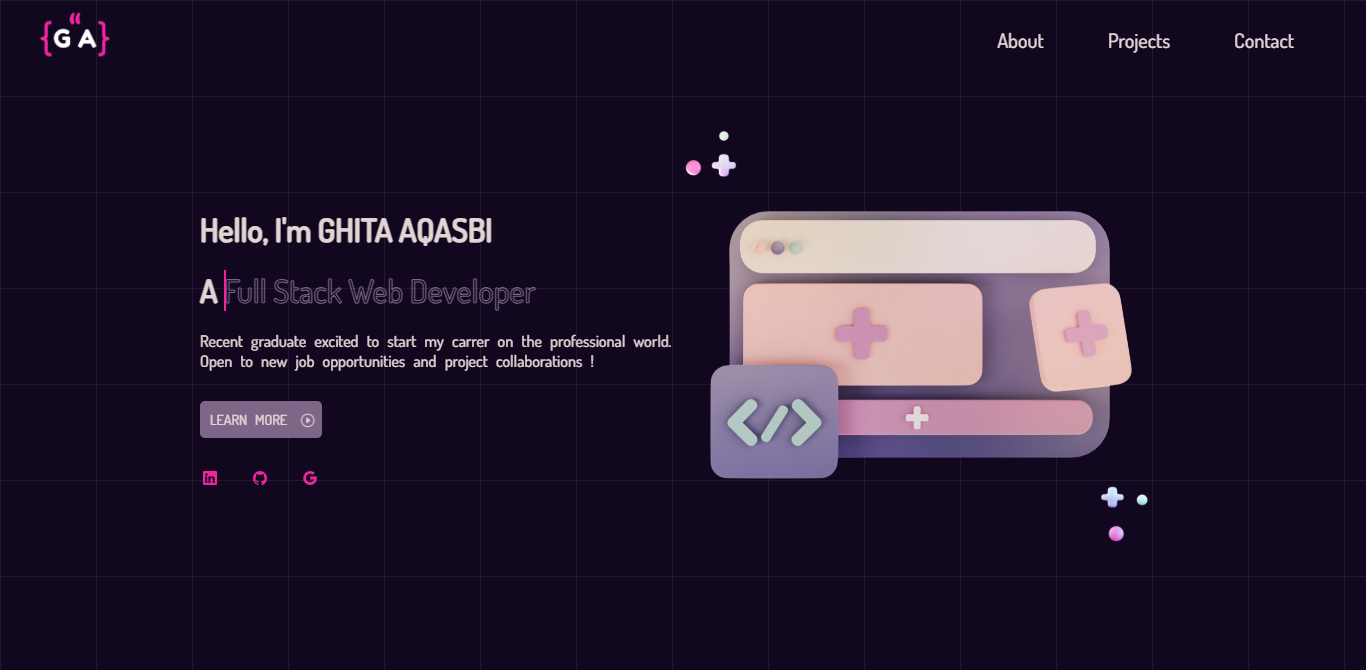 {G A}
About Projects Contact
Hello, I'm GHITA AQASBI
A Full Stack Web Developer
Recent graduate excited to start my carrer on the professional world.
Open to new job opportunities and project collaborations !
LEARN MORE